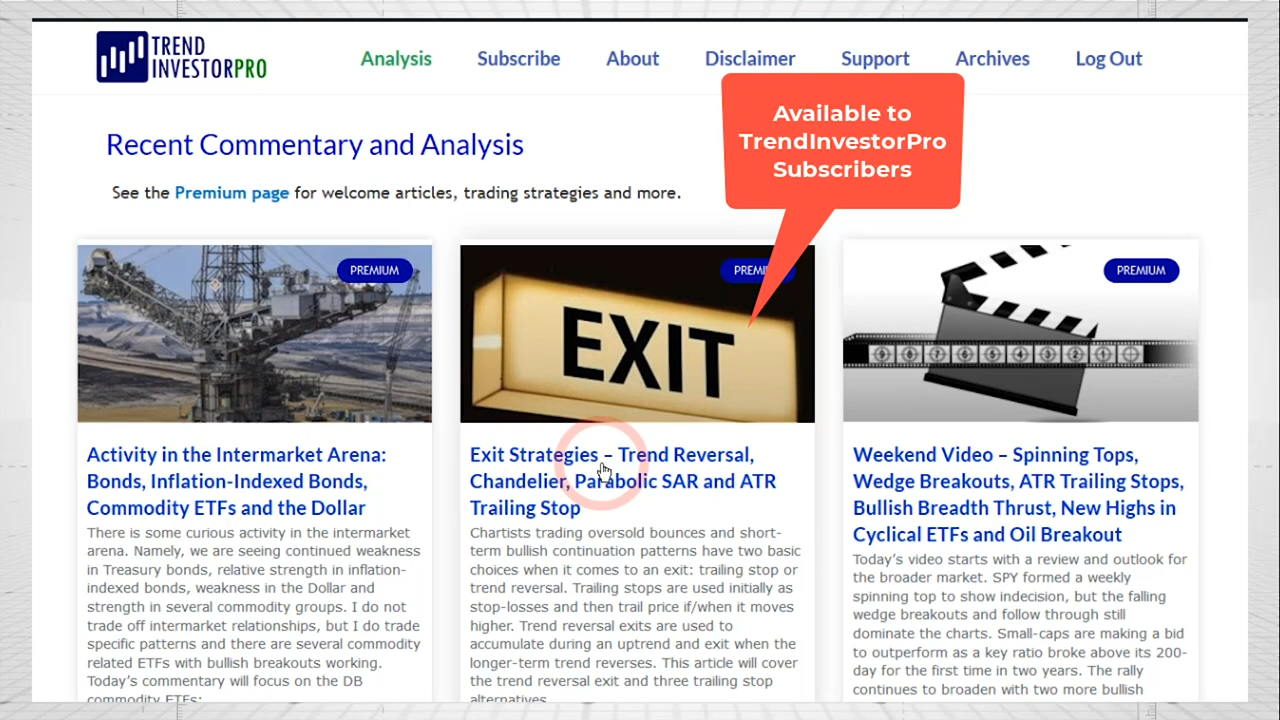 TREND
INVESTORPRO
Analysis Subscribe About Disclaimer Support Archives Log Out
Available to
TrendInvestorPro
Subscribers
Recent Commentary and Analysis
See the Premium page for welcome articles, trading strategies and more.
PREMIUM
Activity in the Intermarket Arena:
Bonds, Inflation-Indexed Bonds,
Commodity ETFs and the Dollar
There is some curious activity in the intermarket
arena. Namely, we are seeing continued weakness
in Treasury bonds, relative strength in inflation-
indexed bonds, weakness in the Dollar and
strength in several commodity groups. I do not
trade off intermarket relationships, but I do trade
specific patterns and there are several commodity
related ETFs with bullish breakouts working.
Today’s commentary will focus on the DB
commodity ETFs:
PREMIUM
EXIT
Exit Strategies – Trend Reversal,
Chandelier, Parabolic SAR and ATR
Trailing Stop
Chartists trading oversold bounces and short-
term bullish continuation patterns have two basic
choices when it comes to an exit: trailing stop or
trend reversal. Trailing stops are used initially as
stop-losses and then trail price if/when it moves
higher. Trend reversal exits are used to
accumulate during an uptrend and exit when the
longer-term trend reverses. This article will cover
the trend reversal exit and three trailing stop
alternatives.
PREMIUM
Weekend Video – Spinning Tops,
Wedge Breakouts, ATR Trailing Stops,
Bullish Breadth Thrust, New Highs in
Cyclical ETFs and Oil Breakout
Today’s video starts with a review and outlook for
the broader market. SPY formed a weekly
spinning top to show indecision, but the falling
wedge breakouts and follow through still
dominate the charts. Small-caps are making a bid
to outperform as a key ratio broke above its 200-
day for the first time in two years. The rally
continues to broaden with two more bullish